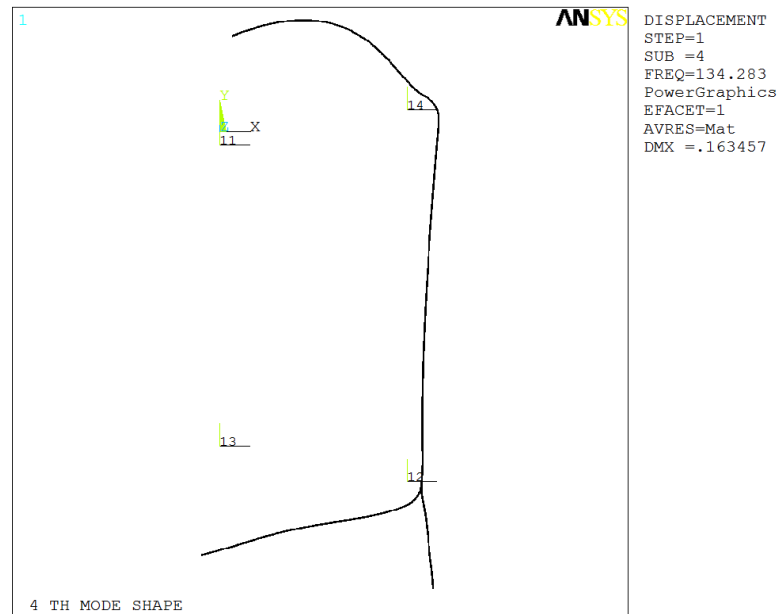 1
ANSYS
DISPLACEMENT
STEP=1
SUB =4
FREQ=134.283
PowerGraphics
EFACET=1
AVRES=Mat
DMX =.163457
14
Y
Z X
11
13
12
4 TH MODE SHAPE